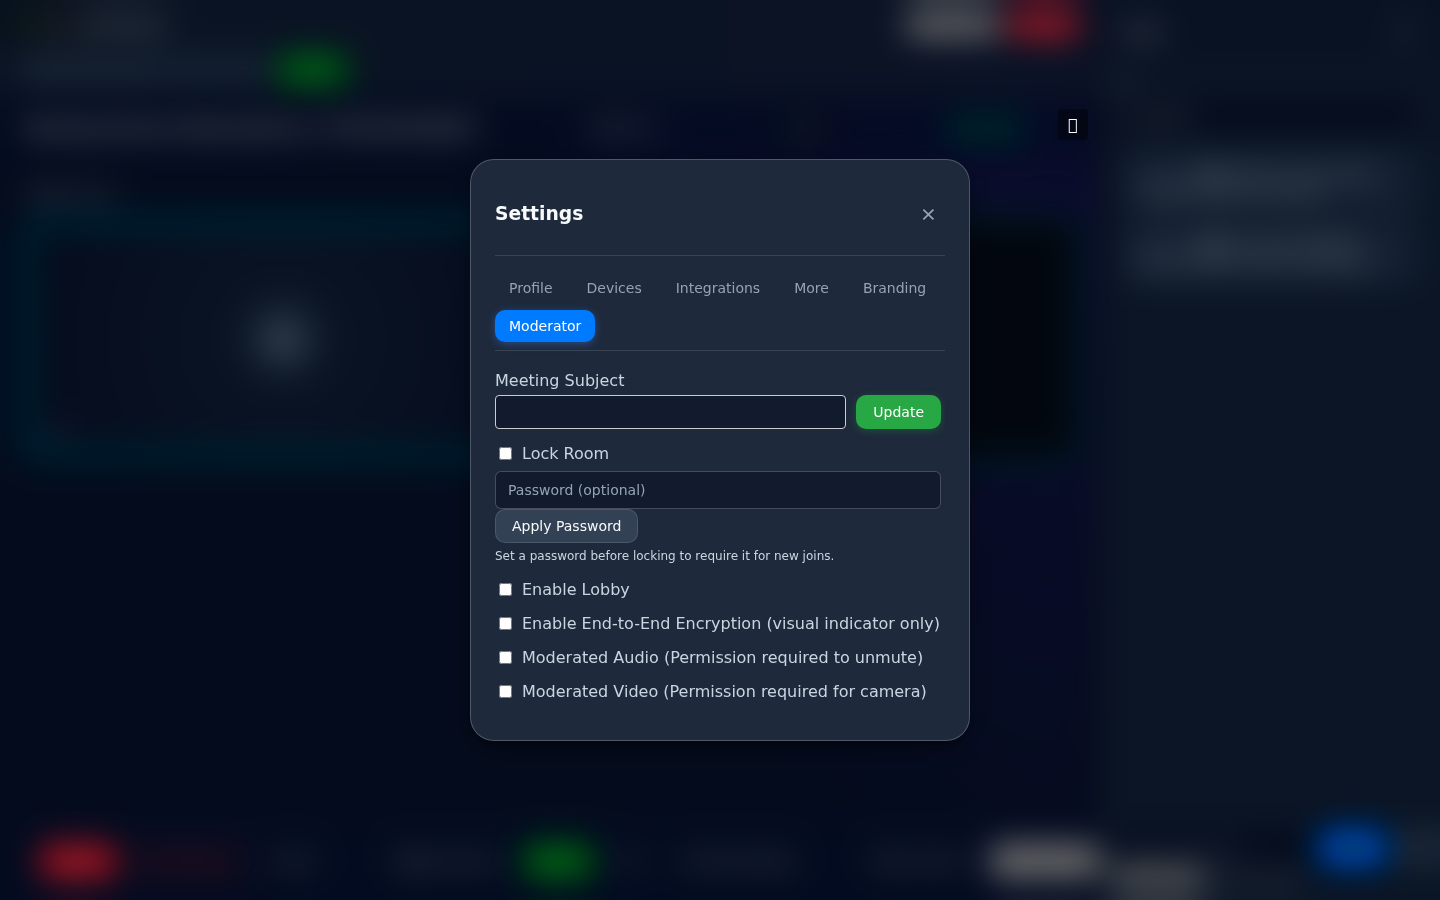 Settings
×
Profile Devices Integrations More Branding
Moderator
Meeting Subject
Update
Lock Room
Password (optional)
Apply Password
Set a password before locking to require it for new joins.
Enable Lobby
Enable End-to-End Encryption (visual indicator only)
Moderated Audio (Permission required to unmute)
Moderated Video (Permission required for camera)